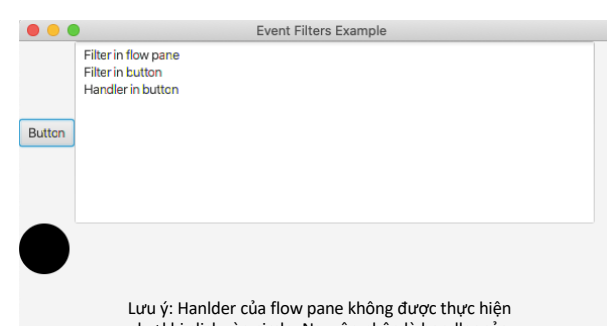 Event Filters Example
Filter in flow pane
Filter in button
Handler in button
Button
Lưu ý: Hanlder của flow pane không được thực hiện